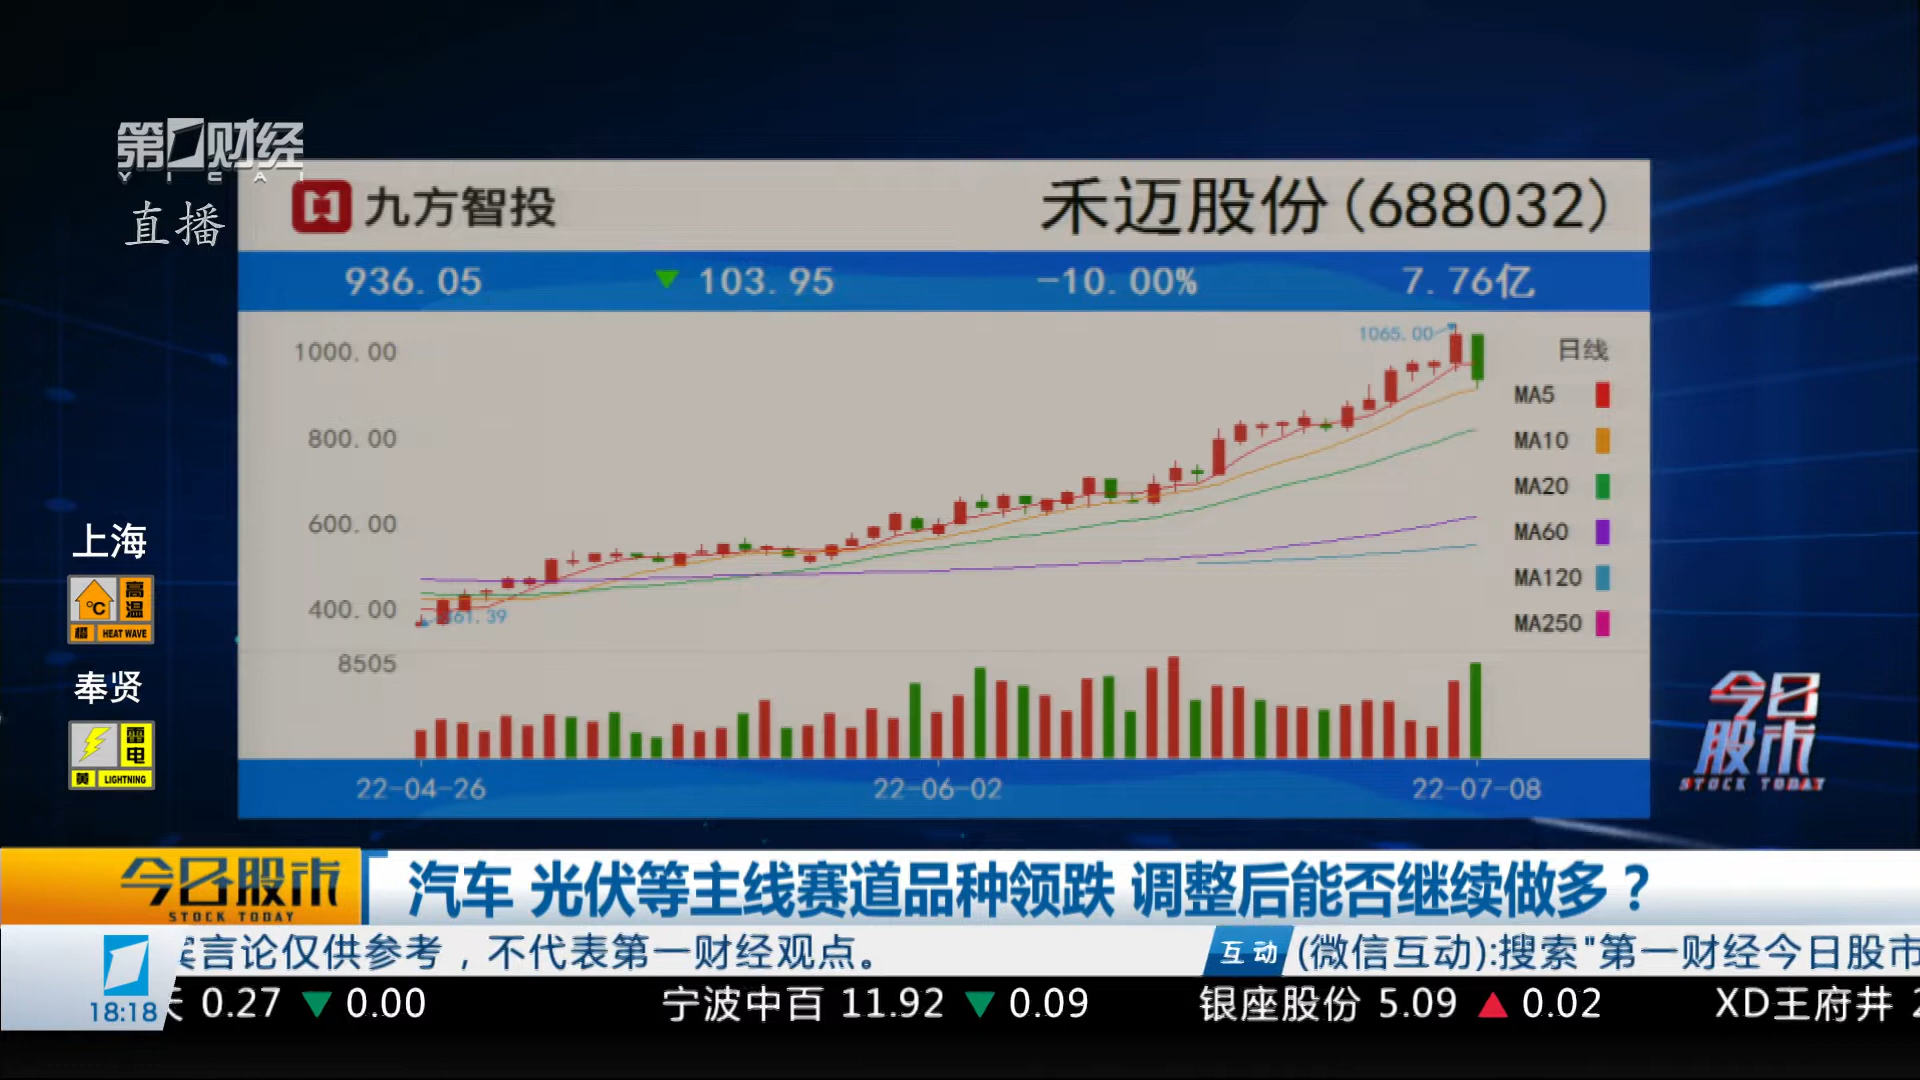 第一财经
YICAI
直播
九方智投
禾迈股份(688032)
936.05 ▼ 103.95 -10.00% 7.76亿
1000.00
800.00
600.00
400.00
8505
1065.00
日线
MA5
MA10
MA20
MA60
MA120
MA250
22-04-26 22-06-02 22-07-08
上海
℃ 高温
橙 HEAT WAVE
奉贤
雷电
黄 LIGHTNING
今日股市
STOCK TODAY
今日股市
STOCK TODAY
汽车 光伏等主线赛道品种领跌 调整后能否继续做多？
言论仅供参考，不代表第一财经观点。 互动 (微信互动):搜索"第一财经今日股市
18:18
0.27 ▼ 0.00 宁波中百 11.92 ▼ 0.09 银座股份 5.09 ▲ 0.02 XD王府井